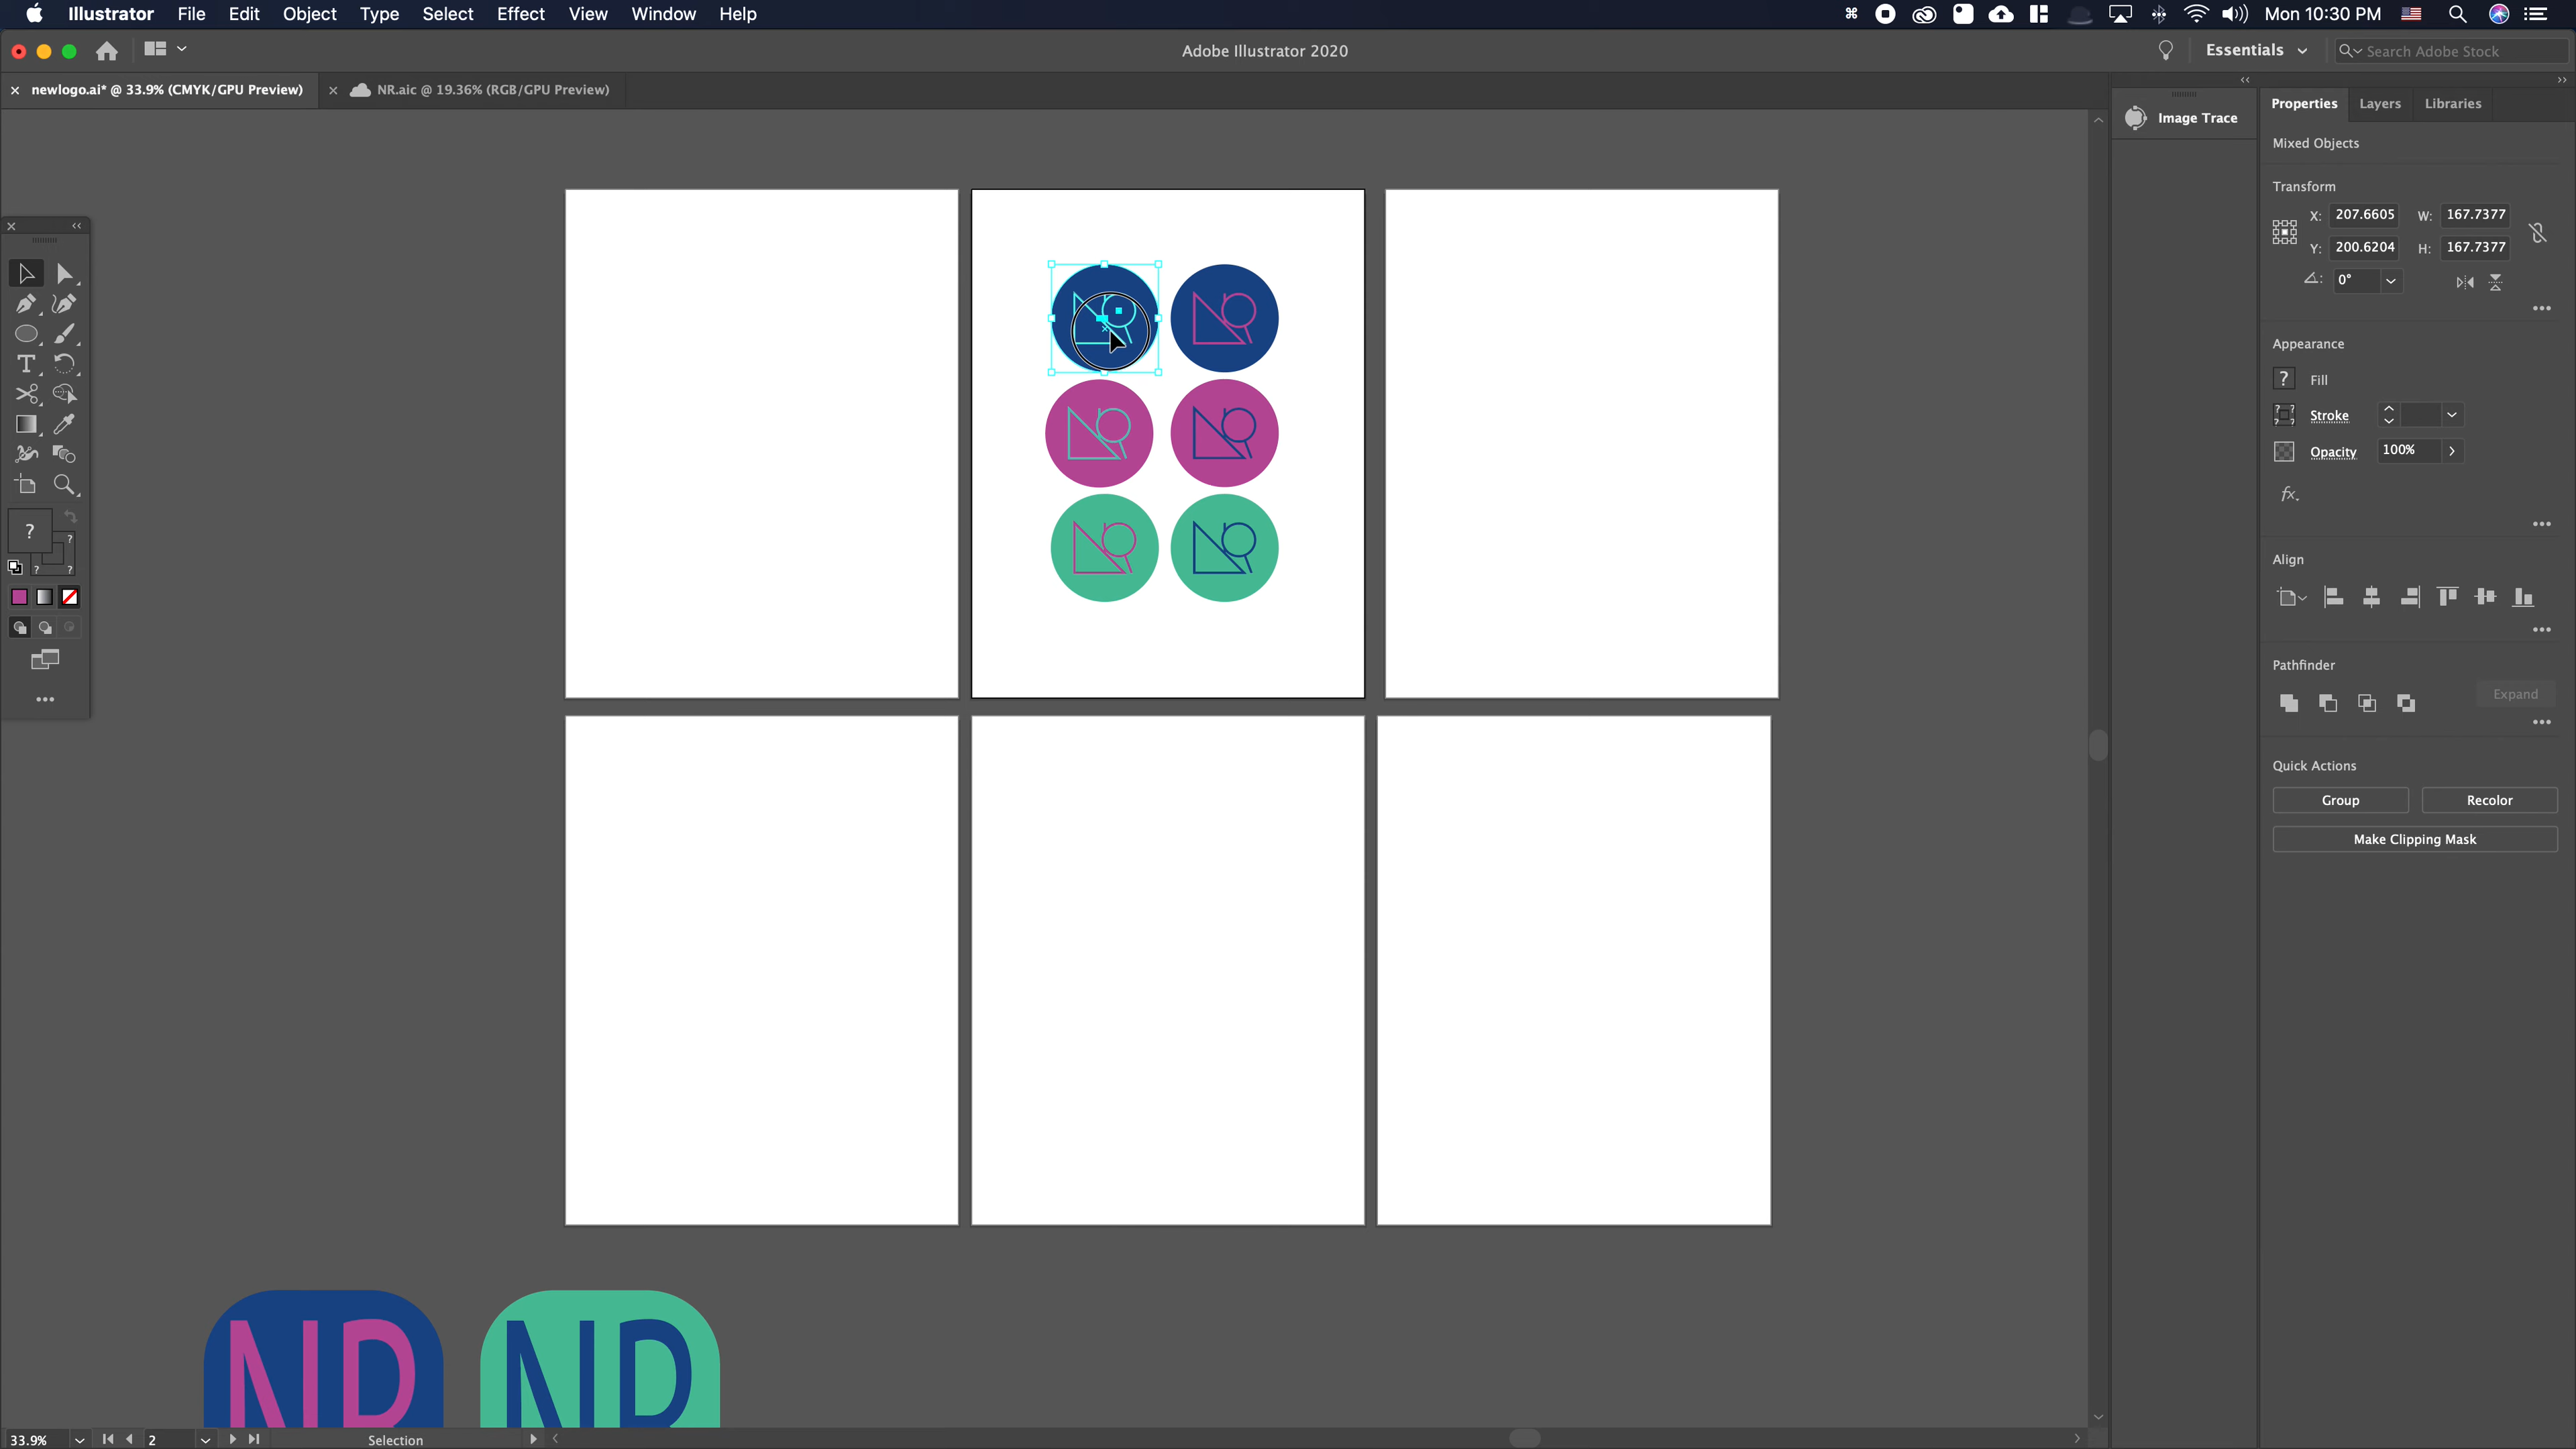 Illustrator File Edit Object Type Select Effect View Window Help Mon 10:30 PM
Adobe Illustrator 2020 Essentials Search Adobe Stock
newlogo.ai* @ 33.9% (CMYK/GPU Preview) NR.aic @ 19.36% (RGB/GPU Preview)
Image Trace
Properties Layers Libraries
Mixed Objects
Transform
X: 207.6605 W: 167.7377
Y: 200.6204 H: 167.7377
0°
Appearance
? Fill
Stroke
Opacity 100%
fx
Align
Pathfinder
Expand
Quick Actions
Group Recolor
Make Clipping Mask
T
?
33.9% 2 Selection